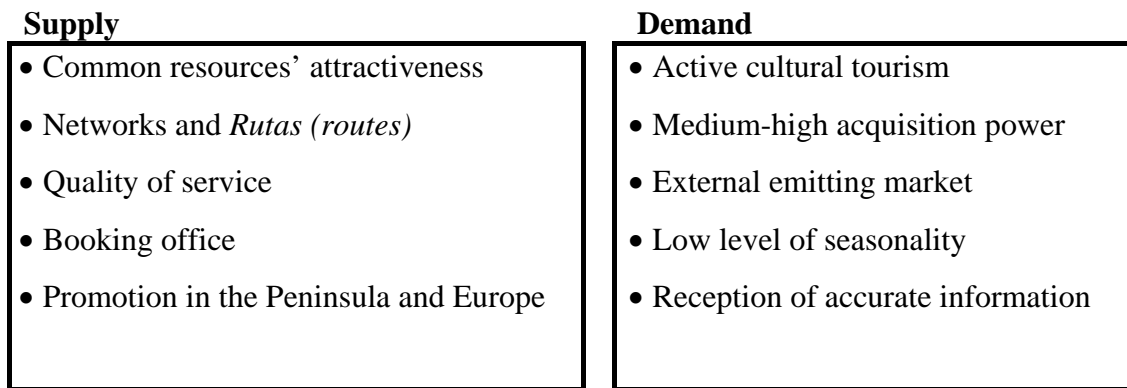 Supply
• Common resources’ attractiveness
• Networks and Rutas (routes)
• Quality of service
• Booking office
• Promotion in the Peninsula and Europe
Demand
• Active cultural tourism
• Medium-high acquisition power
• External emitting market
• Low level of seasonality
• Reception of accurate information